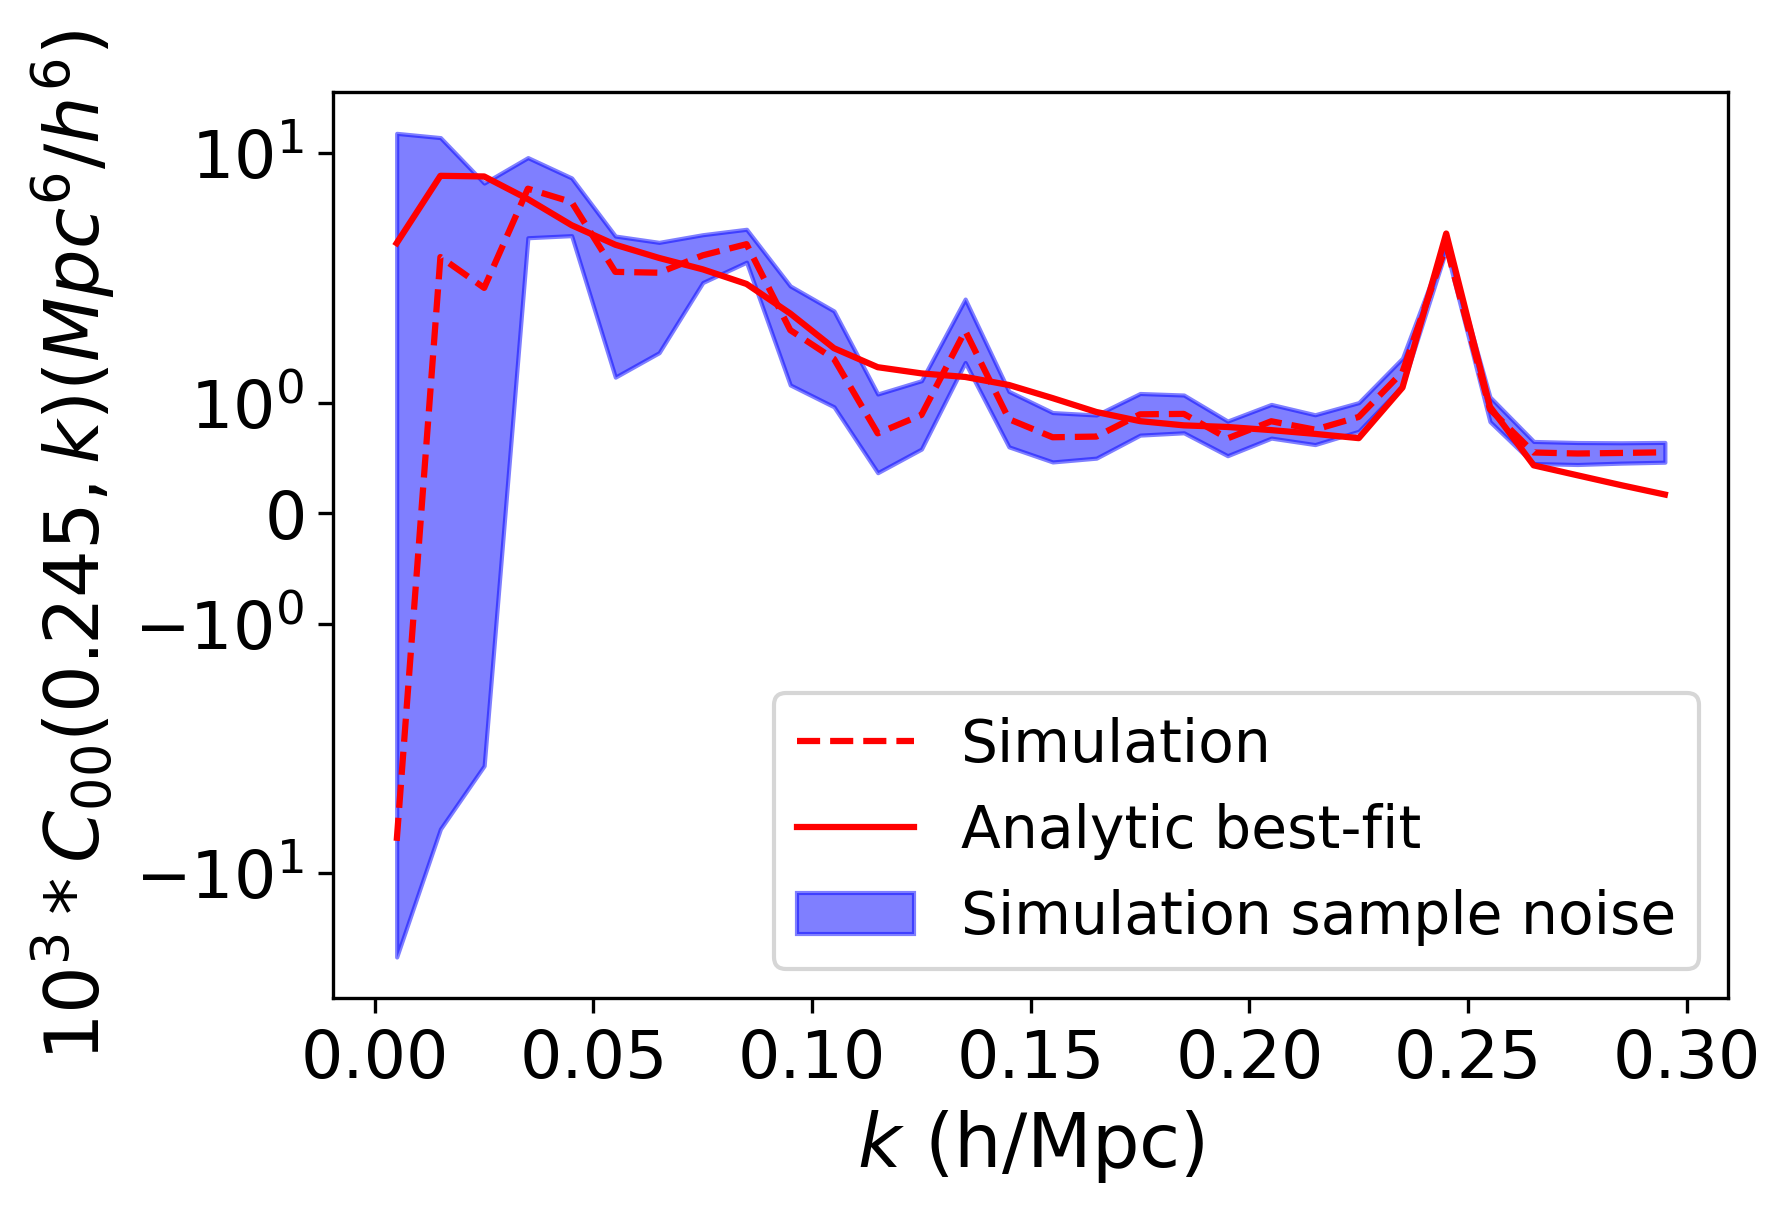 10³ * C₀₀(0.245, k)(Mpc⁶/h⁶)
10¹
10⁰
0
−10⁰
−10¹
Simulation
Analytic best-fit
Simulation sample noise
0.00 0.05 0.10 0.15 0.20 0.25 0.30
k (h/Mpc)